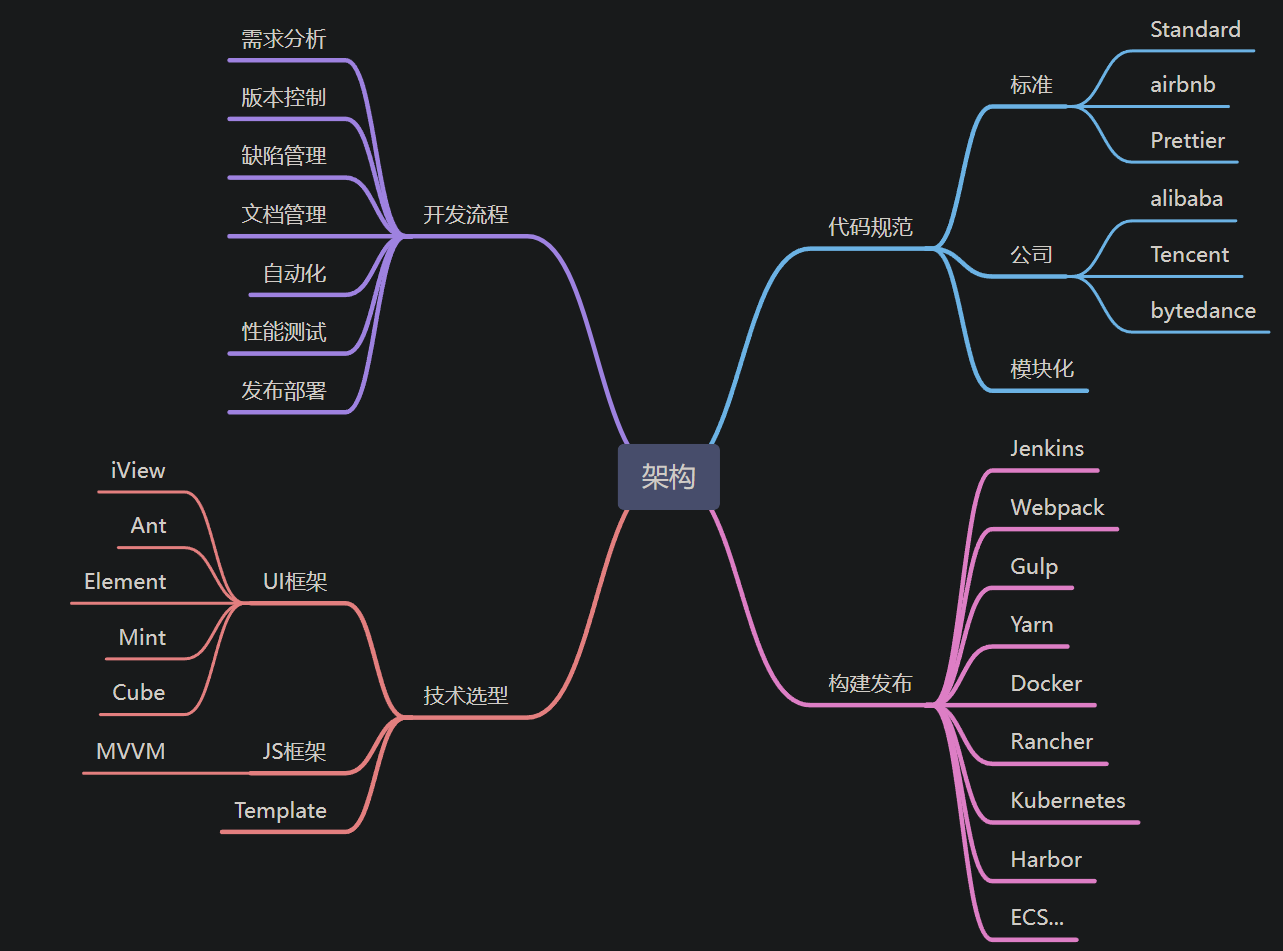 架构
代码规范
标准
Standard
airbnb
Prettier
公司
alibaba
Tencent
bytedance
模块化
构建发布
Jenkins
Webpack
Gulp
Yarn
Docker
Rancher
Kubernetes
Harbor
ECS...
开发流程
需求分析
版本控制
缺陷管理
文档管理
自动化
性能测试
发布部署
技术选型
UI框架
iView
Ant
Element
Mint
Cube
JS框架
MVVM
Template